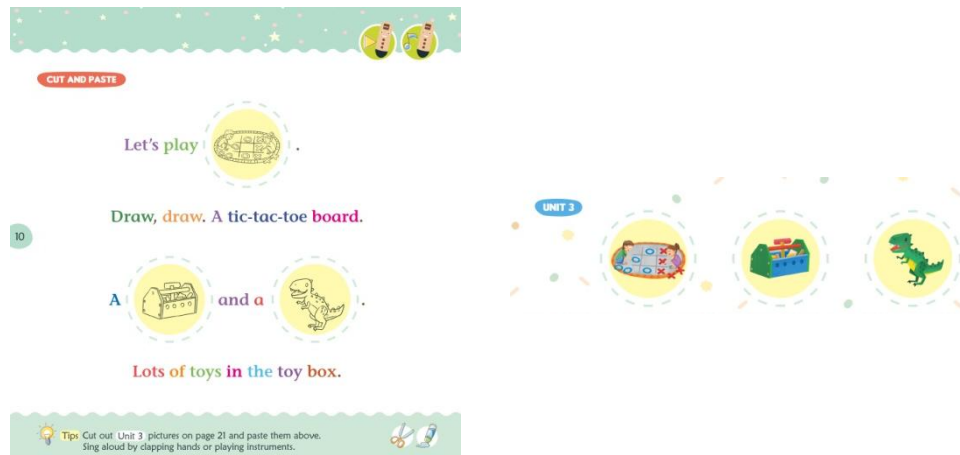 CUT AND PASTE
Let's play .
Draw, draw. A tic-tac-toe board.
10
A and a .
Lots of toys in the toy box.
Tips Cut out Unit 3 pictures on page 21 and paste them above.
Sing aloud by clapping hands or playing instruments.
UNIT 3